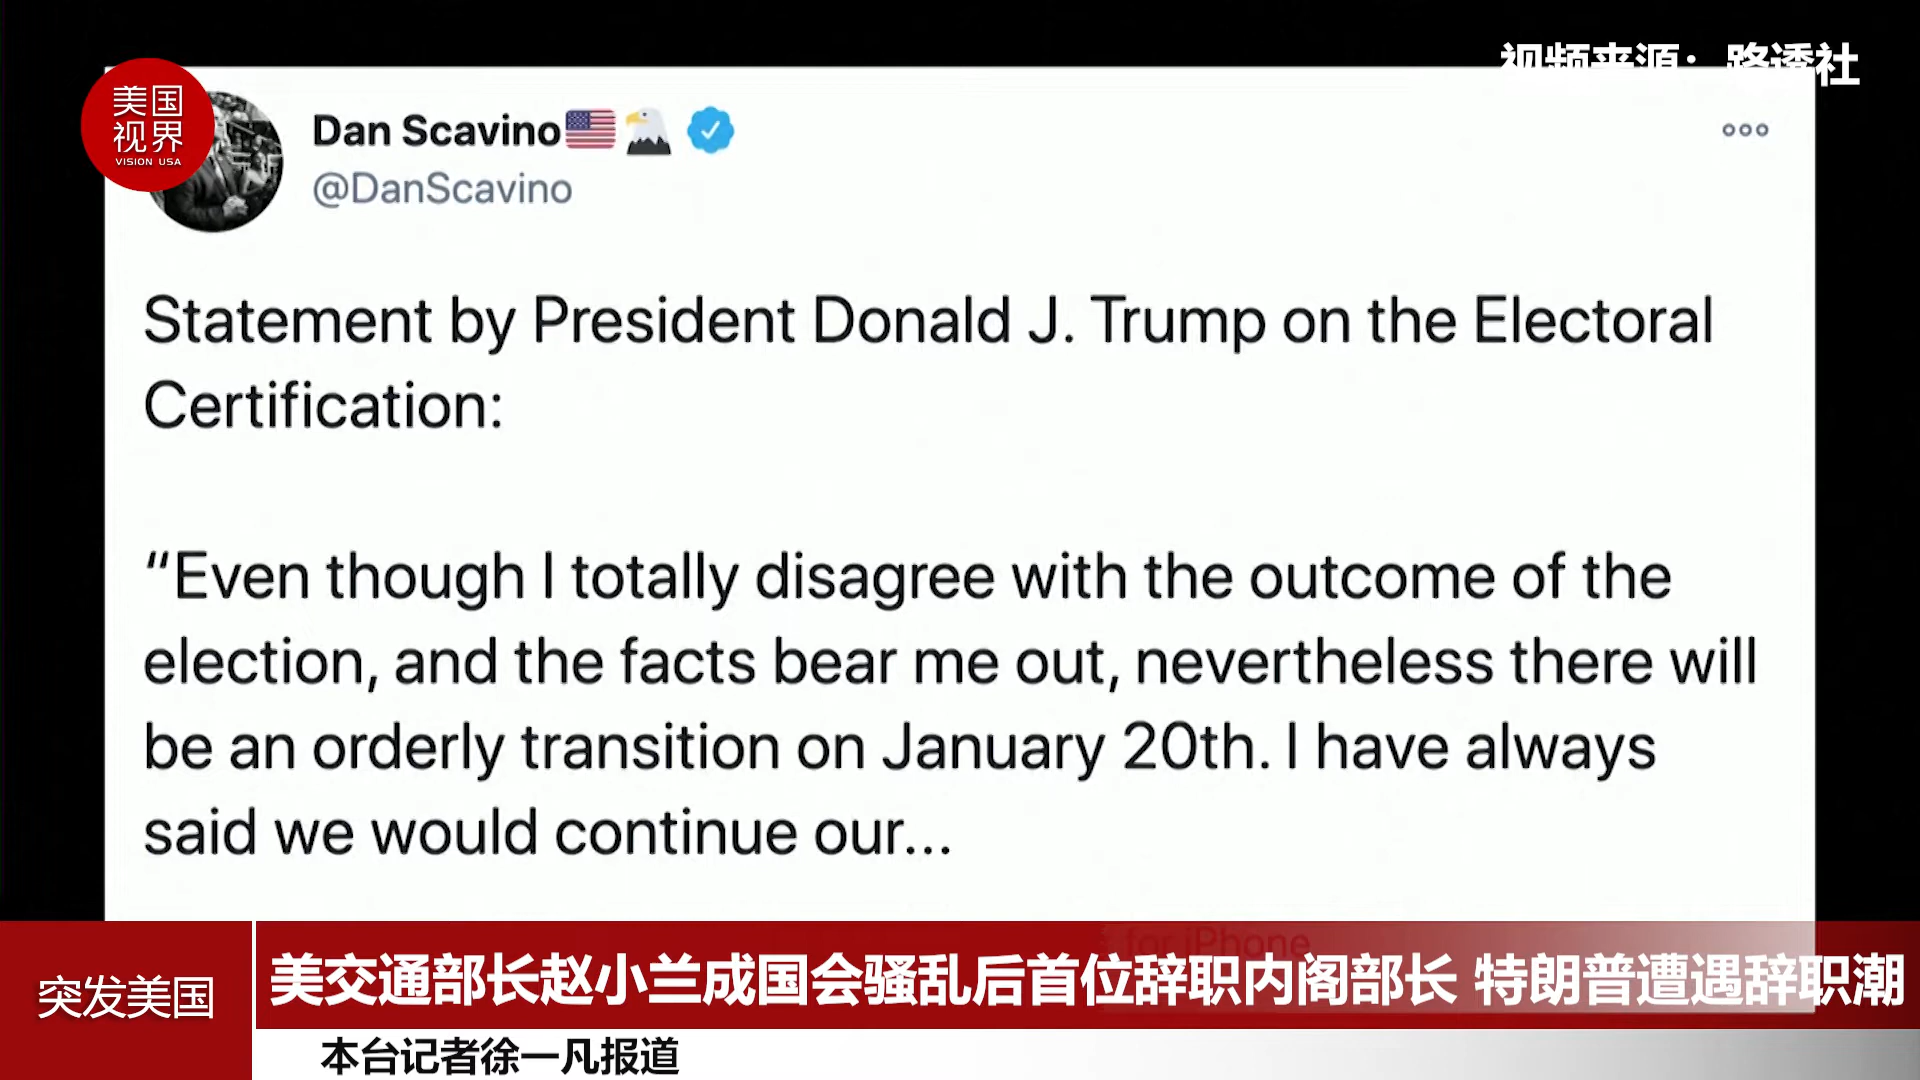 视频来源：路透社
美国
视界
VISION USA
Dan Scavino
@DanScavino
Statement by President Donald J. Trump on the Electoral
Certification:
“Even though I totally disagree with the outcome of the
election, and the facts bear me out, nevertheless there will
be an orderly transition on January 20th. I have always
said we would continue our...
for iPhone
突发美国
美交通部长赵小兰成国会骚乱后首位辞职内阁部长 特朗普遭遇辞职潮
本台记者徐一凡报道